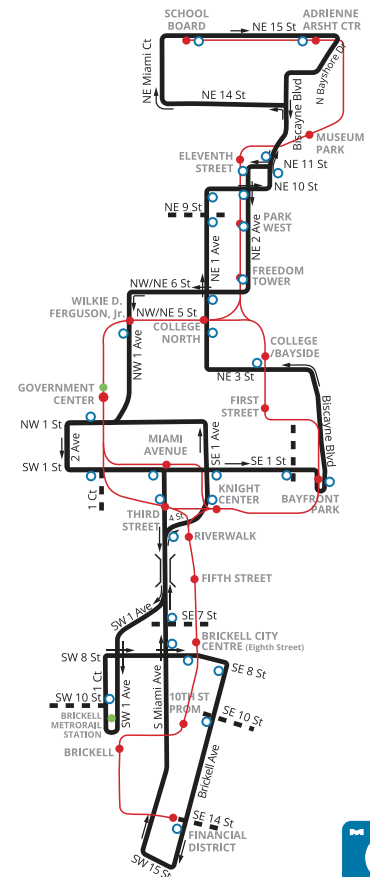 SCHOOL
BOARD
ADRIENNE
ARSHT CTR
NE 15 St
N Bayshore Dr
NE Miami Ct
NE 14 St
Biscayne Blvd
MUSEUM
PARK
ELEVENTH
STREET
NE 11 St
NE 10 St
NE 9 St
NE 1 Ave
NE 2 Ave
PARK
WEST
FREEDOM
TOWER
NW/NE 6 St
WILKIE D.
FERGUSON, Jr.
NW/NE 5 St
COLLEGE
NORTH
NW 1 Ave
COLLEGE
/BAYSIDE
NE 3 St
GOVERNMENT
CENTER
FIRST
STREET
Biscayne Blvd
NW 1 St
2 Ave
MIAMI
AVENUE
SE 1 Ave
SW 1 St
SE 1 St
1 Ct
KNIGHT
CENTER
BAYFRONT
PARK
THIRD
STREET
4 St
RIVERWALK
FIFTH STREET
SW 1 Ave
SE 7 St
BRICKELL CITY
CENTRE (Eighth Street)
SW 8 St
SE 8 St
1 Ct
SW 10 St
SW 1 Ave
S Miami Ave
10TH ST
PROM
SE 10 St
BRICKELL
METRORAIL
STATION
BRICKELL
Brickell Ave
SE 14 St
FINANCIAL
DISTRICT
SW 15 St